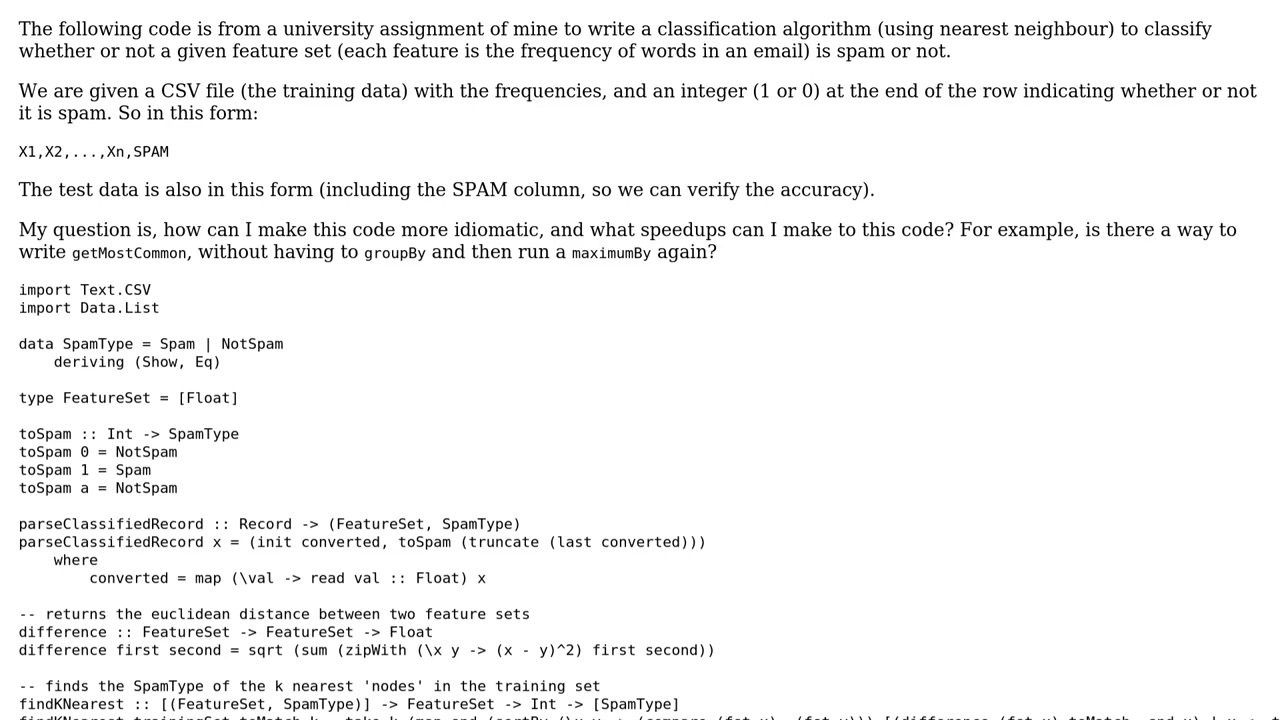 The following code is from a university assignment of mine to write a classification algorithm (using nearest neighbour) to classify
whether or not a given feature set (each feature is the frequency of words in an email) is spam or not.
We are given a CSV file (the training data) with the frequencies, and an integer (1 or 0) at the end of the row indicating whether or not
it is spam. So in this form:
X1,X2,...,Xn,SPAM
The test data is also in this form (including the SPAM column, so we can verify the accuracy).
My question is, how can I make this code more idiomatic, and what speedups can I make to this code? For example, is there a way to
write getMostCommon, without having to groupBy and then run a maximumBy again?
import Text.CSV
import Data.List
data SpamType = Spam | NotSpam
    deriving (Show, Eq)
type FeatureSet = [Float]
toSpam :: Int -> SpamType
toSpam 0 = NotSpam
toSpam 1 = Spam
toSpam a = NotSpam
parseClassifiedRecord :: Record -> (FeatureSet, SpamType)
parseClassifiedRecord x = (init converted, toSpam (truncate (last converted)))
    where
        converted = map (\val -> read val :: Float) x
-- returns the euclidean distance between two feature sets
difference :: FeatureSet -> FeatureSet -> Float
difference first second = sqrt (sum (zipWith (\x y -> (x - y)^2) first second))
-- finds the SpamType of the k nearest 'nodes' in the training set
findKNearest :: [(FeatureSet, SpamType)] -> FeatureSet -> Int -> [SpamType]